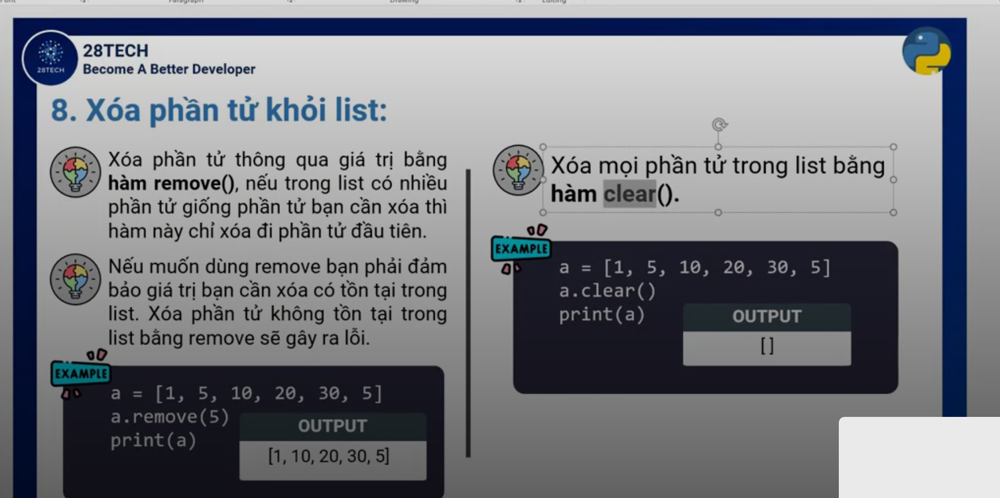 Paragraph
Drawing
Editing
28TECH
28TECH
Become A Better Developer
8. Xóa phần tử khỏi list:
Xóa phần tử thông qua giá trị bằng
hàm remove(), nếu trong list có nhiều
phần tử giống phần tử bạn cần xóa thì
hàm này chỉ xóa đi phần tử đầu tiên.
Nếu muốn dùng remove bạn phải đảm
bảo giá trị bạn cần xóa có tồn tại trong
list. Xóa phần tử không tồn tại trong
list bằng remove sẽ gây ra lỗi.
EXAMPLE
a = [1, 5, 10, 20, 30, 5]
a.remove(5)
print(a)
OUTPUT
[1, 10, 20, 30, 5]
Xóa mọi phần tử trong list bằng
hàm clear().
EXAMPLE
a = [1, 5, 10, 20, 30, 5]
a.clear()
print(a)
OUTPUT
[]